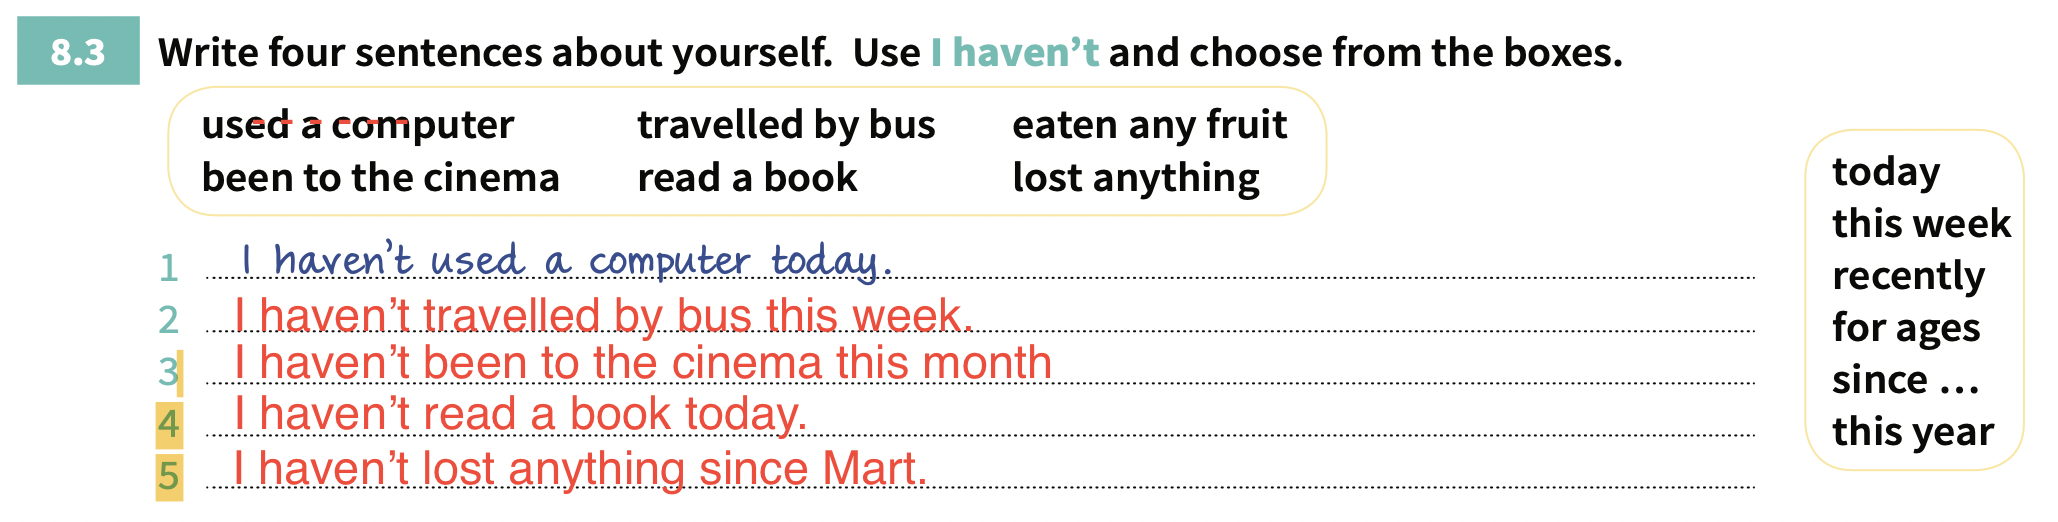 8.3 Write four sentences about yourself. Use I haven't and choose from the boxes.
used a computer travelled by bus eaten any fruit
been to the cinema read a book lost anything
today
this week
recently
for ages
since …
this year
1 I haven't used a computer today.
2 I haven't travelled by bus this week.
3 I haven't been to the cinema this month
4 I haven't read a book today.
5 I haven't lost anything since Mart.